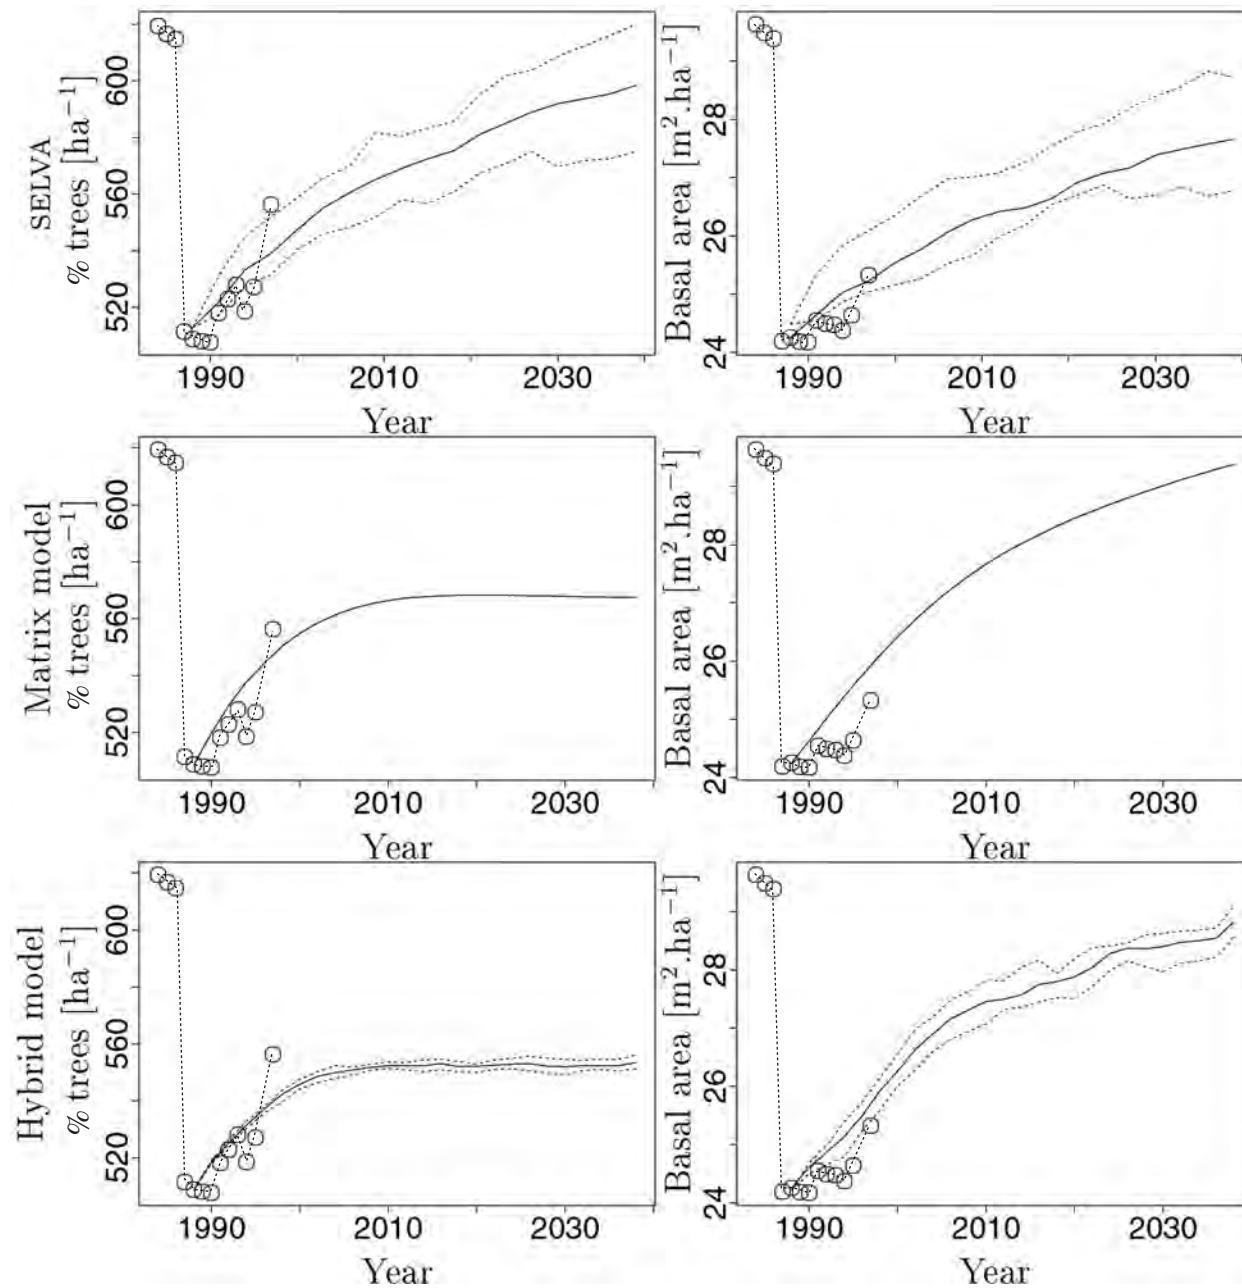 SELVA
% trees [ha⁻¹]
600
560
520
1990 2010 2030
Year
Basal area [m².ha⁻¹]
28
26
24
1990 2010 2030
Year
Matrix model
% trees [ha⁻¹]
600
560
520
1990 2010 2030
Year
Basal area [m².ha⁻¹]
28
26
24
1990 2010 2030
Year
Hybrid model
% trees [ha⁻¹]
600
560
520
1990 2010 2030
Year
Basal area [m².ha⁻¹]
28
26
24
1990 2010 2030
Year